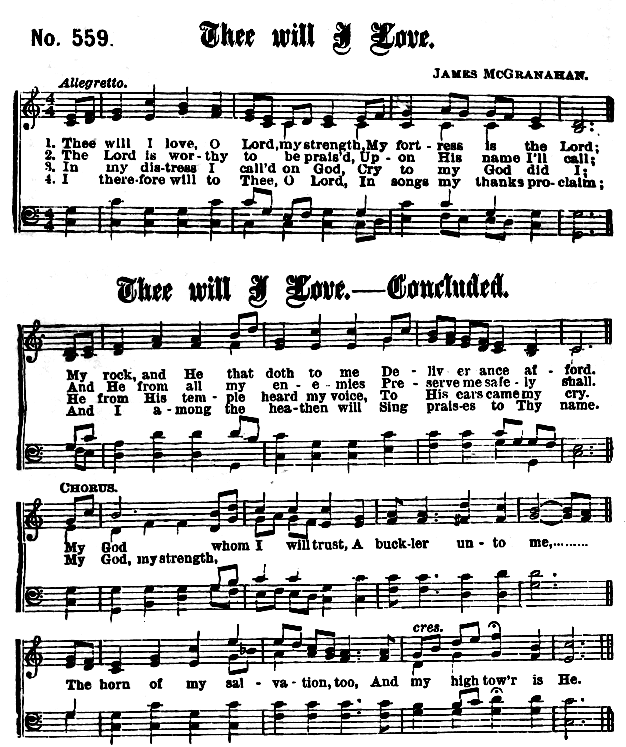 No. 559. Thee will I Love.
JAMES McGRANAHAN.
Allegretto.
1. Thee will I love, O Lord, my strength, My fort - ress is the Lord;
2. The Lord is wor- thy to be prais'd, Up - on His name I'll call;
3. In my dis-tress I call'd on God, Cry to my God did I;
4. I there-fore will to Thee, O Lord, In songs my thanks pro-claim;
Thee will I Love.—Concluded.
My rock, and He that doth to me De - liv - er ance af - ford.
And He from all my en - e - mies Pre - serve me safe - ly shall.
He from His tem - ple heard my voice, To His ears came my cry.
And I a - mong the hea-then will Sing prais-es to Thy name.
CHORUS.
My God whom I will trust, A buck-ler un - to me,.........
My God, my strength,
cres.
The horn of my sal - va - tion, too, And my high tow'r is He.